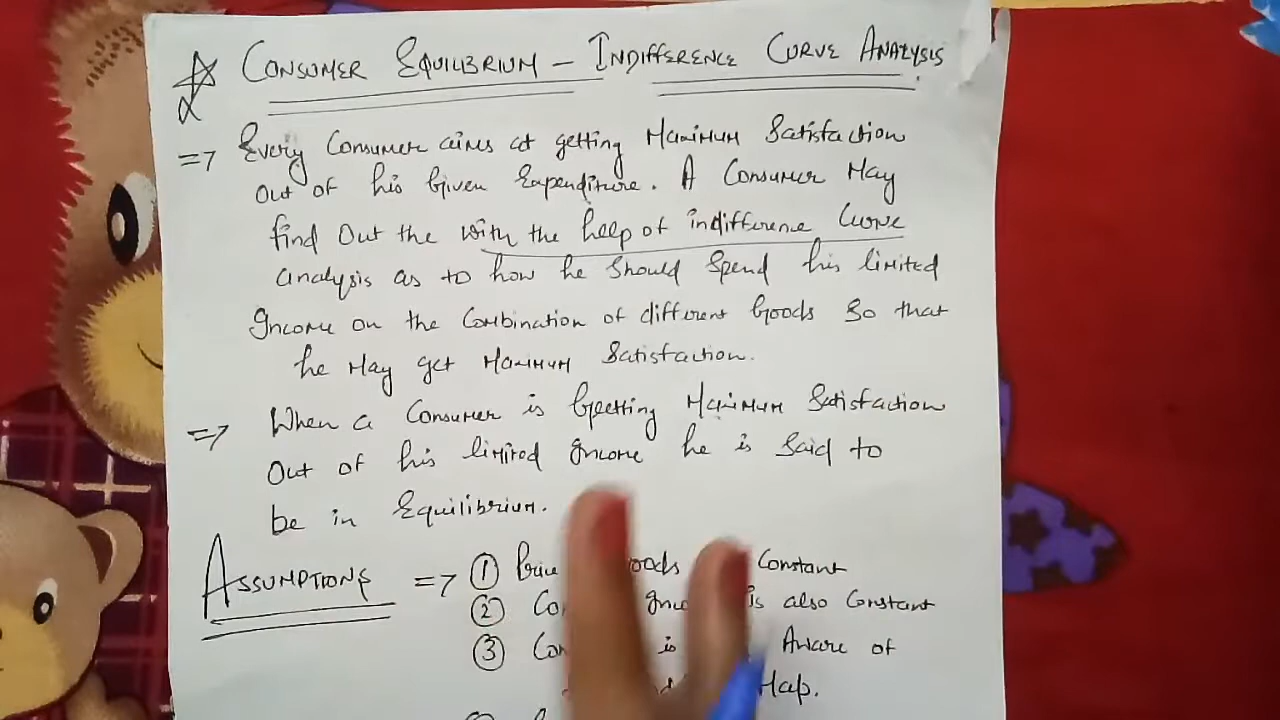 CONSUMER EQUILIBRIUM - INDIFFERENCE CURVE ANALYSIS
=> Every Consumer aims at getting Maximum Satisfaction
out of his Given Expenditure. A Consumer May
find Out the with the help of indifference Curve
analysis as to how he should Spend his limited
Income on the Combination of different Goods So that
he May get Maximum Satisfaction.
=> When a Consumer is Getting Maximum Satisfaction
Out of his limited Income he is Said to
be in Equilibrium.
ASSUMPTIONS => ① Constant
② is also Constant
③ is Aware of
Map.